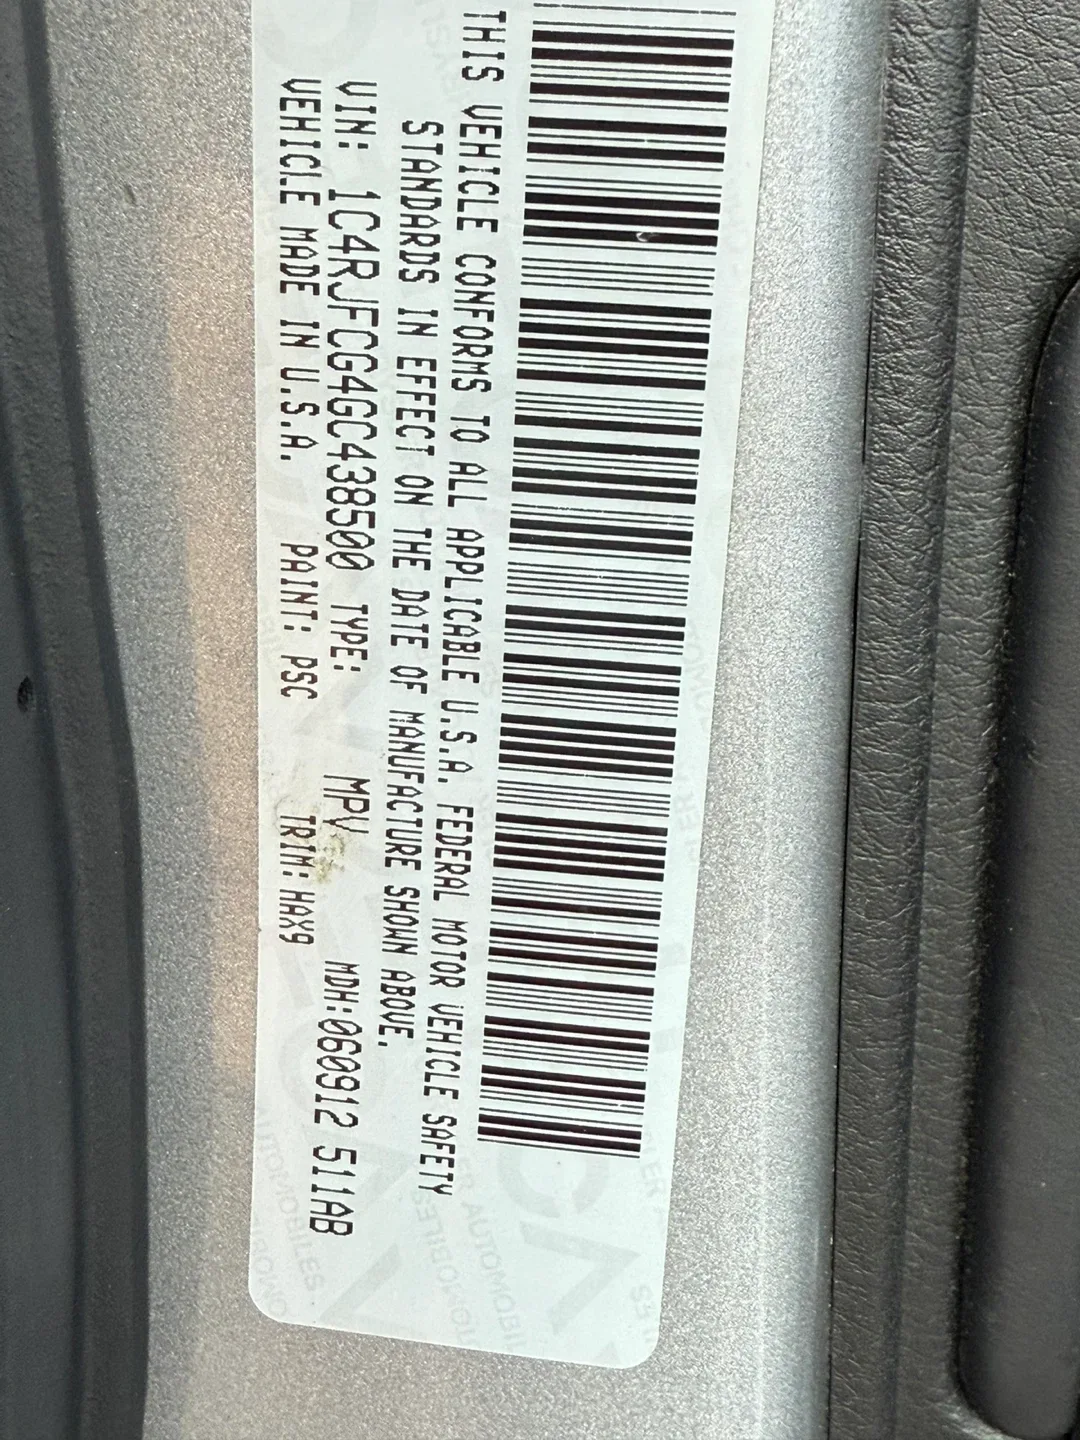 THIS VEHICLE CONFORMS TO ALL APPLICABLE U.S.A. FEDERAL MOTOR VEHICLE SAFETY
STANDARDS IN EFFECT ON THE DATE OF MANUFACTURE SHOWN ABOVE.
VIN: 1C4RJFCG4GC438500 TYPE: MPV MDH:060912 511AB
VEHICLE MADE IN U.S.A. PAINT: PSC TRIM:HAX9